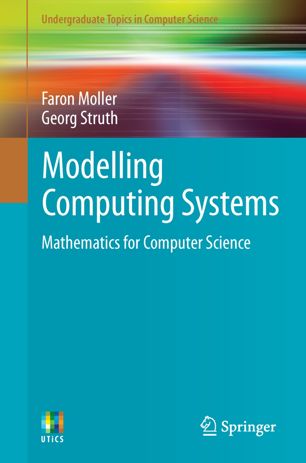 Undergraduate Topics in Computer Science
Faron Moller
Georg Struth
Modelling
Computing Systems
Mathematics for Computer Science
UTiCS
Springer